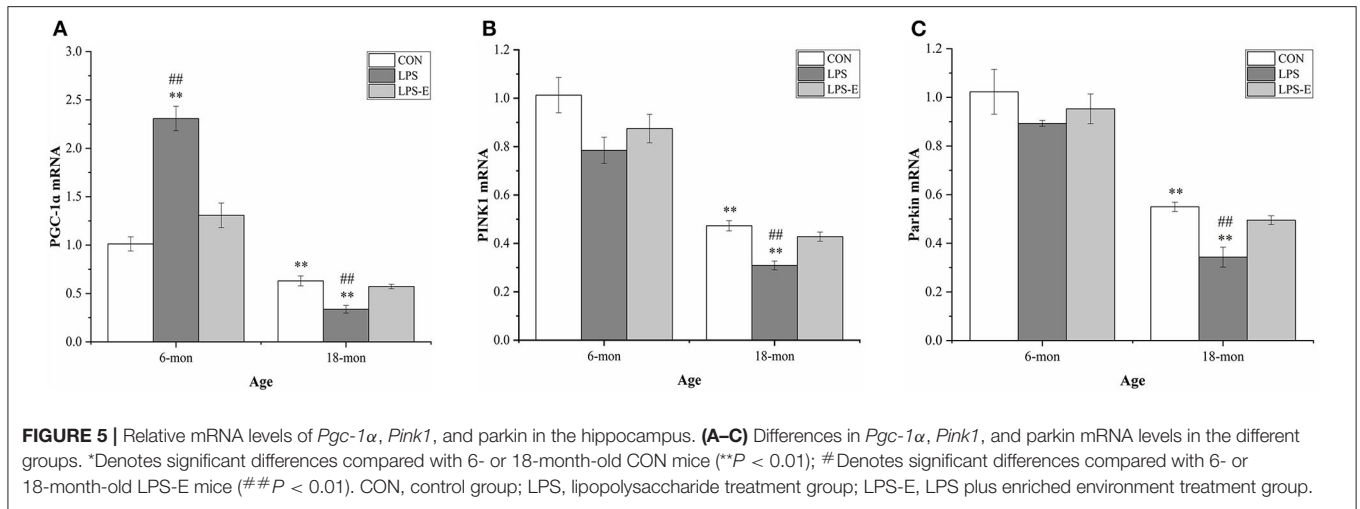 A
3.0
2.5
2.0
1.5
1.0
0.5
0.0
PGC-1α mRNA
CON
LPS
LPS-E
##
**
**
##
**
6-mon
18-mon
Age
B
1.2
1.0
0.8
0.6
0.4
0.2
0.0
PINK1 mRNA
CON
LPS
LPS-E
**
##
**
6-mon
18-mon
Age
C
1.2
1.0
0.8
0.6
0.4
0.2
0.0
Parkin mRNA
CON
LPS
LPS-E
**
##
**
6-mon
18-mon
Age
FIGURE 5 | Relative mRNA levels of Pgc-1α, Pink1, and parkin in the hippocampus. (A–C) Differences in Pgc-1α, Pink1, and parkin mRNA levels in the different
groups. *Denotes significant differences compared with 6- or 18-month-old CON mice (**P < 0.01); #Denotes significant differences compared with 6- or
18-month-old LPS-E mice (##P < 0.01). CON, control group; LPS, lipopolysaccharide treatment group; LPS-E, LPS plus enriched environment treatment group.